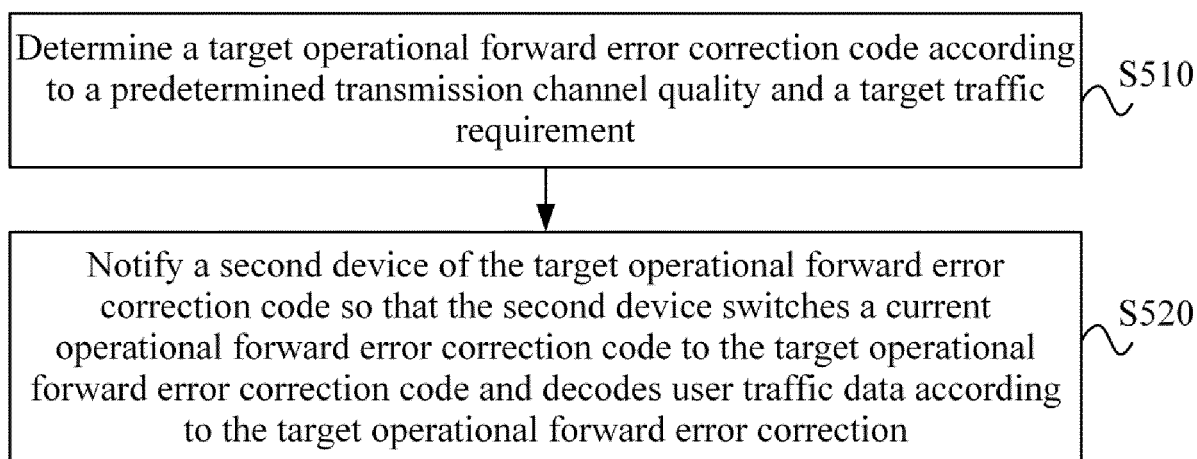 Determine a target operational forward error correction code according
to a predetermined transmission channel quality and a target traffic
requirement
S510
Notify a second device of the target operational forward error
correction code so that the second device switches a current
operational forward error correction code to the target operational
forward error correction code and decodes user traffic data according
to the target operational forward error correction
S520